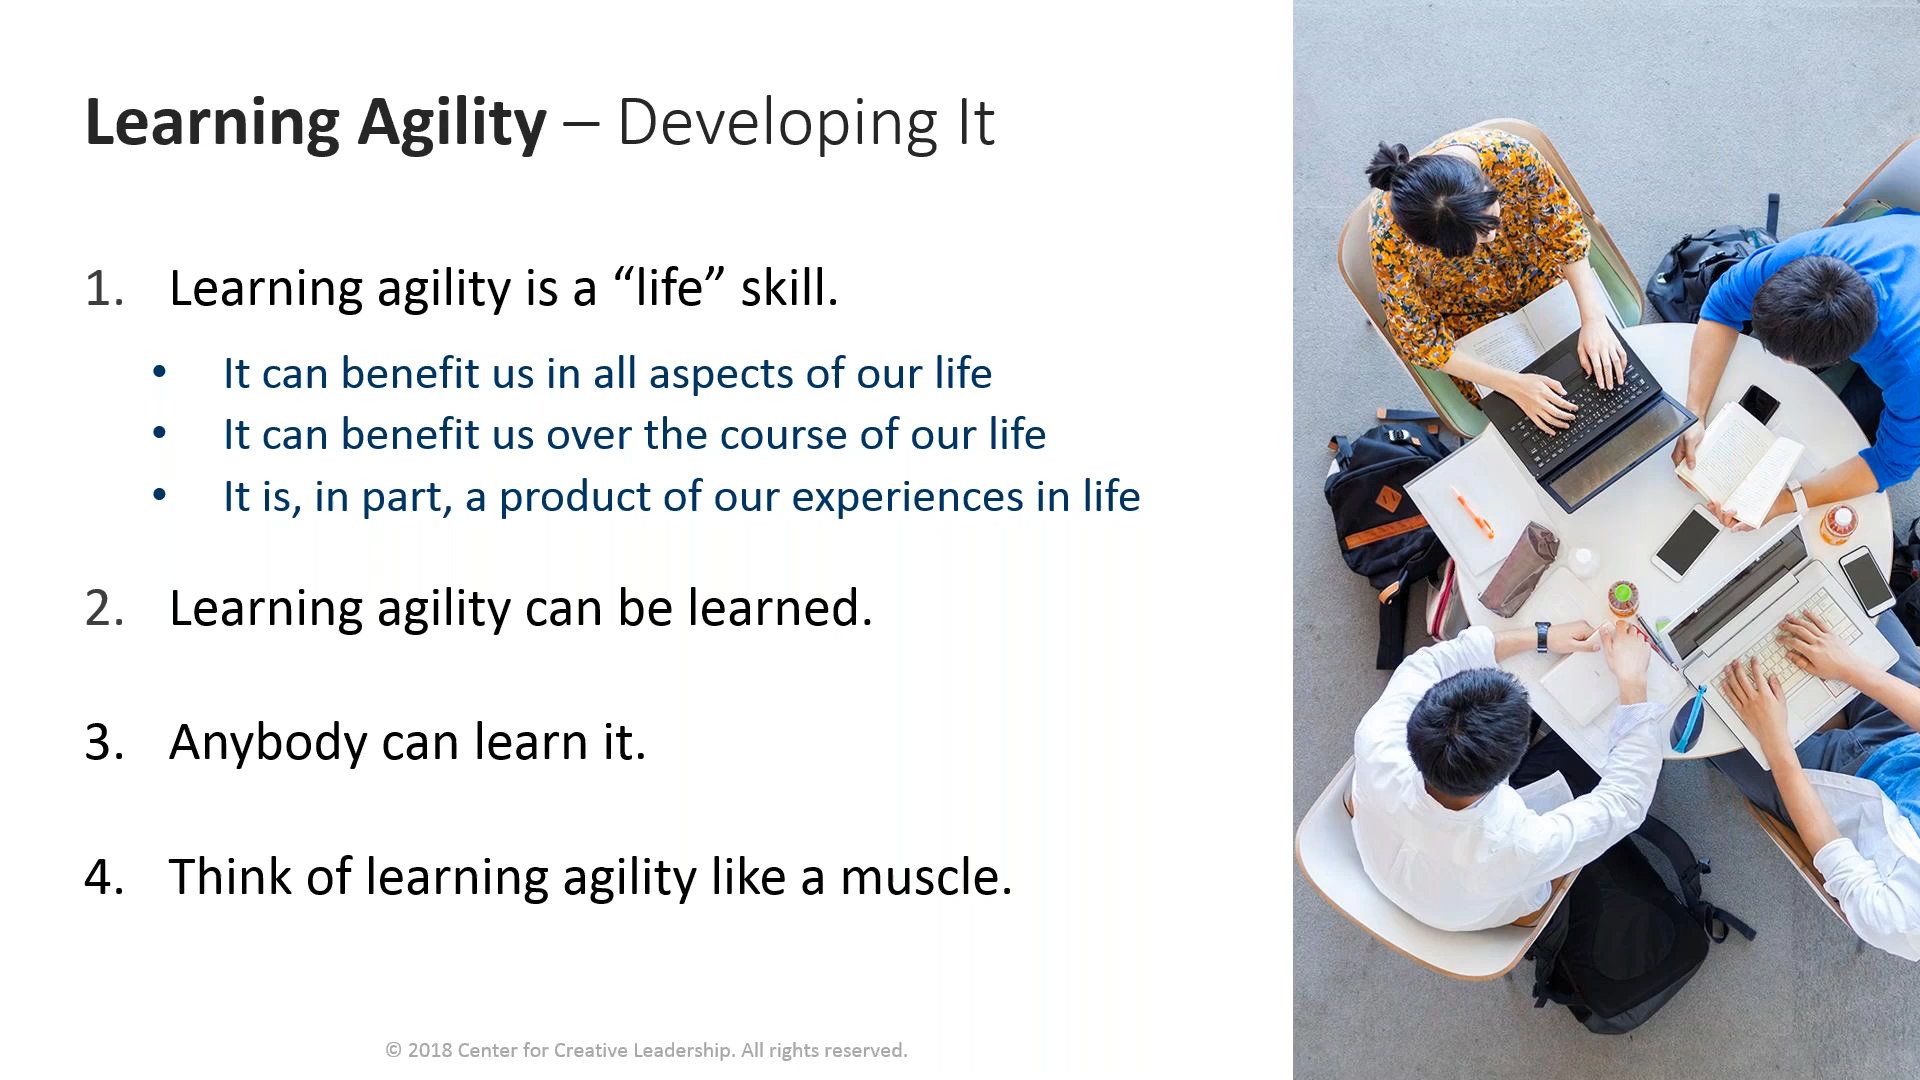 Learning Agility – Developing It
1. Learning agility is a “life” skill.
• It can benefit us in all aspects of our life
• It can benefit us over the course of our life
• It is, in part, a product of our experiences in life
2. Learning agility can be learned.
3. Anybody can learn it.
4. Think of learning agility like a muscle.
© 2018 Center for Creative Leadership. All rights reserved.